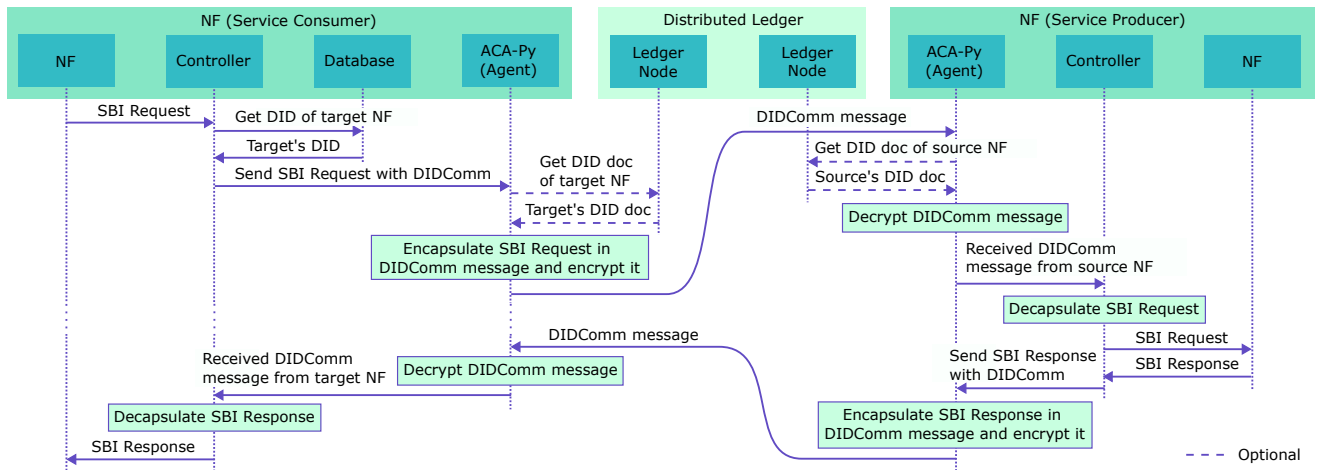 NF (Service Consumer)
Distributed Ledger
NF (Service Producer)
NF
Controller
Database
ACA-Py
(Agent)
Ledger
Node
Ledger
Node
ACA-Py
(Agent)
Controller
NF
SBI Request
Get DID of target NF
Target's DID
Send SBI Request with DIDComm
Get DID doc
of target NF
Target's DID doc
Encapsulate SBI Request in
DIDComm message and encrypt it
DIDComm message
Get DID doc of source NF
Source's DID doc
Decrypt DIDComm message
Received DIDComm
message from source NF
Decapsulate SBI Request
SBI Request
SBI Response
Send SBI Response
with DIDComm
Encapsulate SBI Response in
DIDComm message and encrypt it
DIDComm message
Decrypt DIDComm message
Received DIDComm
message from target NF
Decapsulate SBI Response
SBI Response
Optional